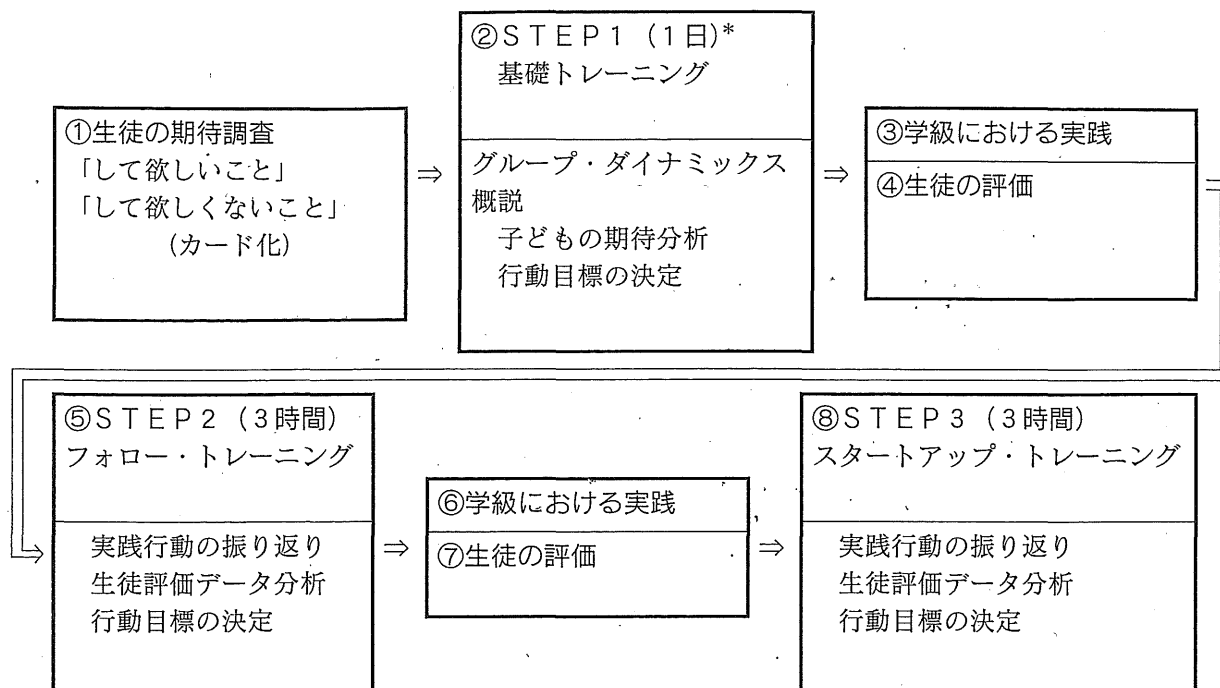 ①生徒の期待調査
「して欲しいこと」
「して欲しくないこと」
(カード化)
⇒
②STEP1(1日)*
基礎トレーニング
グループ・ダイナミックス
概説
子どもの期待分析
行動目標の決定
⇒
③学級における実践
④生徒の評価
⑤STEP2(3時間)
フォロー・トレーニング
実践行動の振り返り
生徒評価データ分析
行動目標の決定
⇒
⑥学級における実践
⑦生徒の評価
⇒
⑧STEP3(3時間)
スタートアップ・トレーニング
実践行動の振り返り
生徒評価データ分析
行動目標の決定